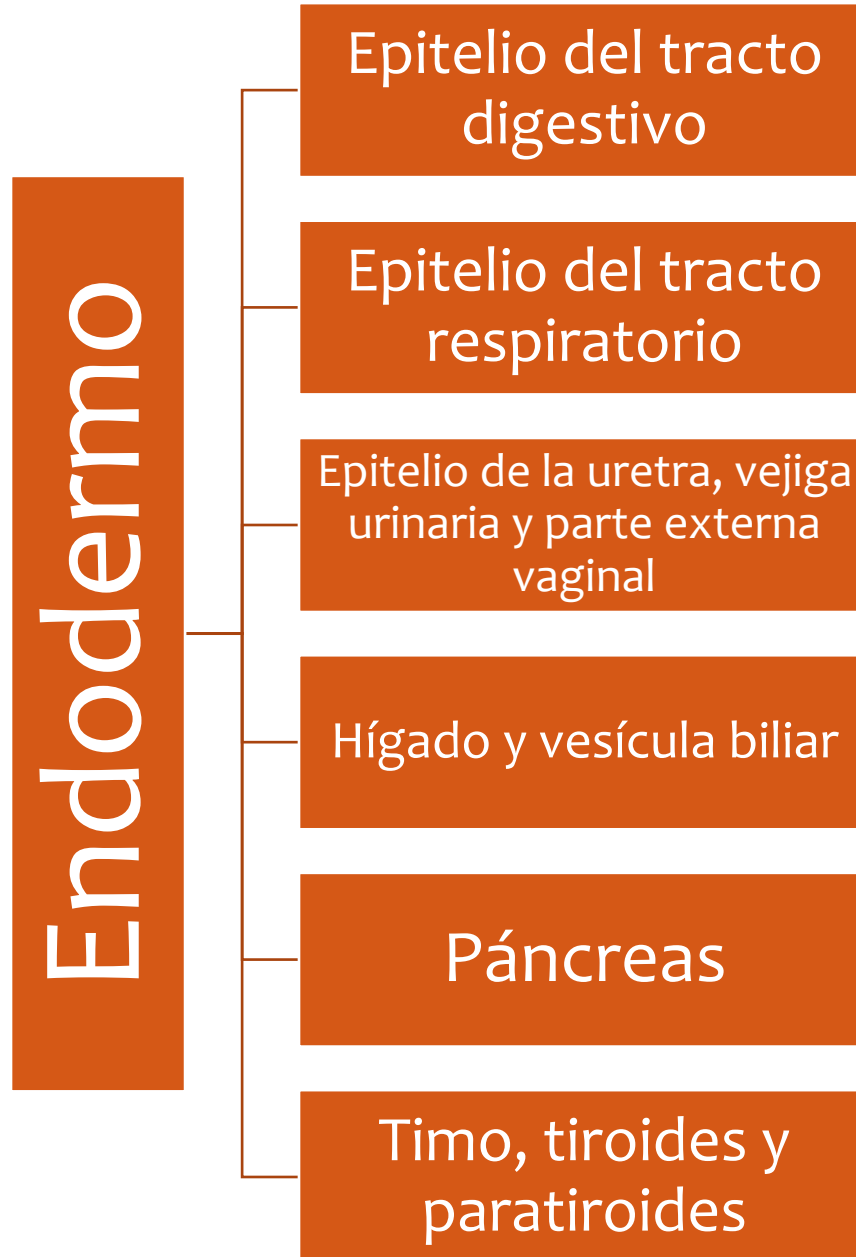 Endodermo
Epitelio del tracto
digestivo
Epitelio del tracto
respiratorio
Epitelio de la uretra, vejiga
urinaria y parte externa
vaginal
Hígado y vesícula biliar
Páncreas
Timo, tiroides y
paratiroides